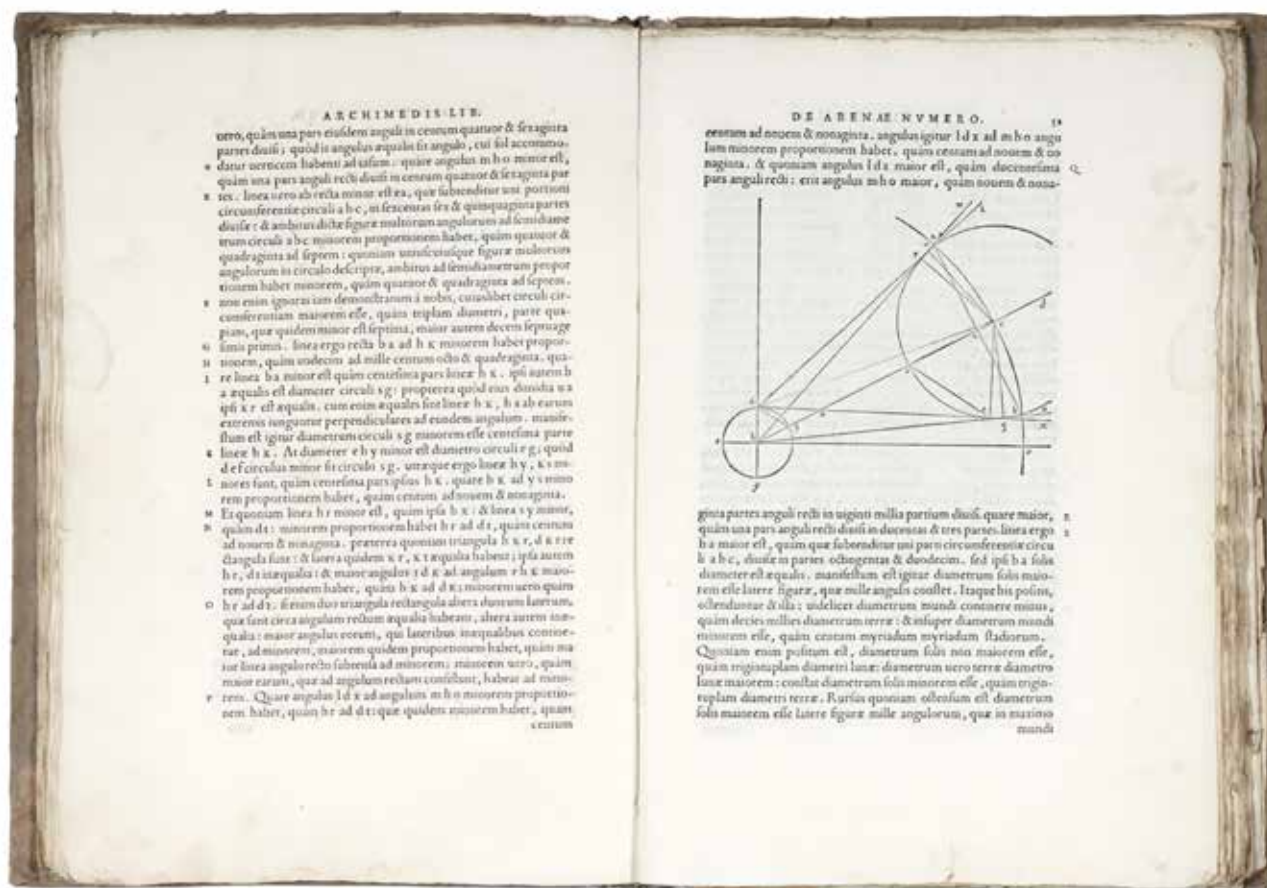 ARCHIMEDIS LIB.
uero, quàm una pars eiusdem anguli in centum quatuor & sexaginta
partes diuisi; quòd is angulus æqualis sit angulo, cui sol accommo-
datur uerticem habenti ad uisum. quare angulus m h o minor est,
quàm una pars anguli recti diuisi in centum quatuor & sexaginta par
tes. linea uero ab recta minor est ea, quæ subtenditur uni portioni
circumferentiæ circuli a b c, in sexcentas sex & quinquaginta partes
diuisæ: & ambitus dictæ figuræ multorum angulorum ad semidiame
trum circuli a b c minorem proportionem habet, quàm quatuor &
quadraginta ad septem: quoniam uniuscuiusque figuræ multorum
angulorum in circulo descriptæ, ambitus ad semidiametrum propor
tionem habet minorem, quàm quatuor & quadraginta ad septem.
E non enim ignoras iam demonstratum à nobis, cuiuslibet circuli cir-
cumferentiam maiorem esse, quàm triplam diametri, parte qua-
piam, quæ quidem minor est septima, maior autem decem septuage
G simis primis. linea ergo recta b a ad h K minorem habet propor-
H tionem, quàm undecim ad mille centum octo & quadraginta. qua-
I re linea b a minor est quàm centesima pars lineæ h K. ipsi autem b
a æqualis est diameter circuli s g: propterea quòd eius dimidia u a
ipsi K r est æqualis. cum enim æquales sint lineæ h K, h a ab earum
extremis iunguntur perpendiculares ad eundem angulum. manife-
stum est igitur diametrum circuli s g minorem esse centesima parte
K lineæ h K. At diameter e h y minor est diametro circuli s g: quòd
d e f circulus minor sit circulo s g. utræque ergo lineæ h y, K s mi-
L nores sunt, quàm centesima pars ipsius h K. quare h K ad y s mino
rem proportionem habet, quàm centum ad nouem & nonaginta.
M Et quoniam linea h r minor est, quàm ipsa h K: & linea s y minor,
N quàm d t: minorem proportionem habet h r ad d t, quàm centum
ad nouem & nonaginta. præterea quoniam triangula h K r, d K t re
ctangula sunt: & latera quidem K r, K t æqualia habent; ipsa autem
h r, d t inæqualia: & maior angulus t d K ad angulum r h K maio-
rem proportionem habet, quàm h K ad d K; minorem uero quàm
O h r ad d t. si enim duo triangula rectangula altera duorum laterum,
quæ sunt circa angulum rectum æqualia habeant, altera autem inæ-
qualia: maior angulus eorum, qui lateribus inæqualibus contine-
tur, ad minorem, maiorem quidem proportionem habet, quàm ma
ior linea angulo recto subtensa ad minorem; minorem uero, quàm
maior earum, quæ ad angulum rectum consistunt, habeat ad mino-
P rem. Quare angulus l d x ad angulum m h o minorem proportio-
nem habet, quàm h r ad d t: quæ quidem minorem habet, quàm
centum
DE ARENAE NVMERO.
centum ad nouem & nonaginta. angulus igitur l d x ad m h o angu
lum minorem proportionem habet, quàm centum ad nouem & no
naginta. & quoniam angulus l d x maior est, quàm ducentesima Q
pars anguli recti: erit angulus m h o maior, quàm nouem & nona-
ginta partes anguli recti in uiginti millia partium diuisi. quare maior, R
quàm una pars anguli recti diuisi in ducentas & tres partes. linea ergo S
b a maior est, quàm quæ subtenditur uni parti circumferentiæ circu
li a b c, diuisæ in partes octingentas & duodecim. sed ipsi b a solis
diameter est æqualis. manifestum est igitur diametrum solis maio-
rem esse latere figuræ, quæ mille angulis constet. Itaque his positis,
ostenduntur & illa; uidelicet diametrum mundi continere minus,
quàm decies millies diametrum terræ: & insuper diametrum mundi
minorem esse, quàm centum myriadum myriadum stadiorum.
Quoniam enim positum est, diametrum solis non maiorem esse,
quàm trigintuplam diametri lunæ: diametrum uero terræ diametro
lunæ maiorem: constat diametrum solis minorem esse, quàm trigin-
tuplam diametri terræ. Rursus quoniam ostensum est diametrum
solis maiorem esse latere figuræ mille angulorum, quæ in maximo
mundi